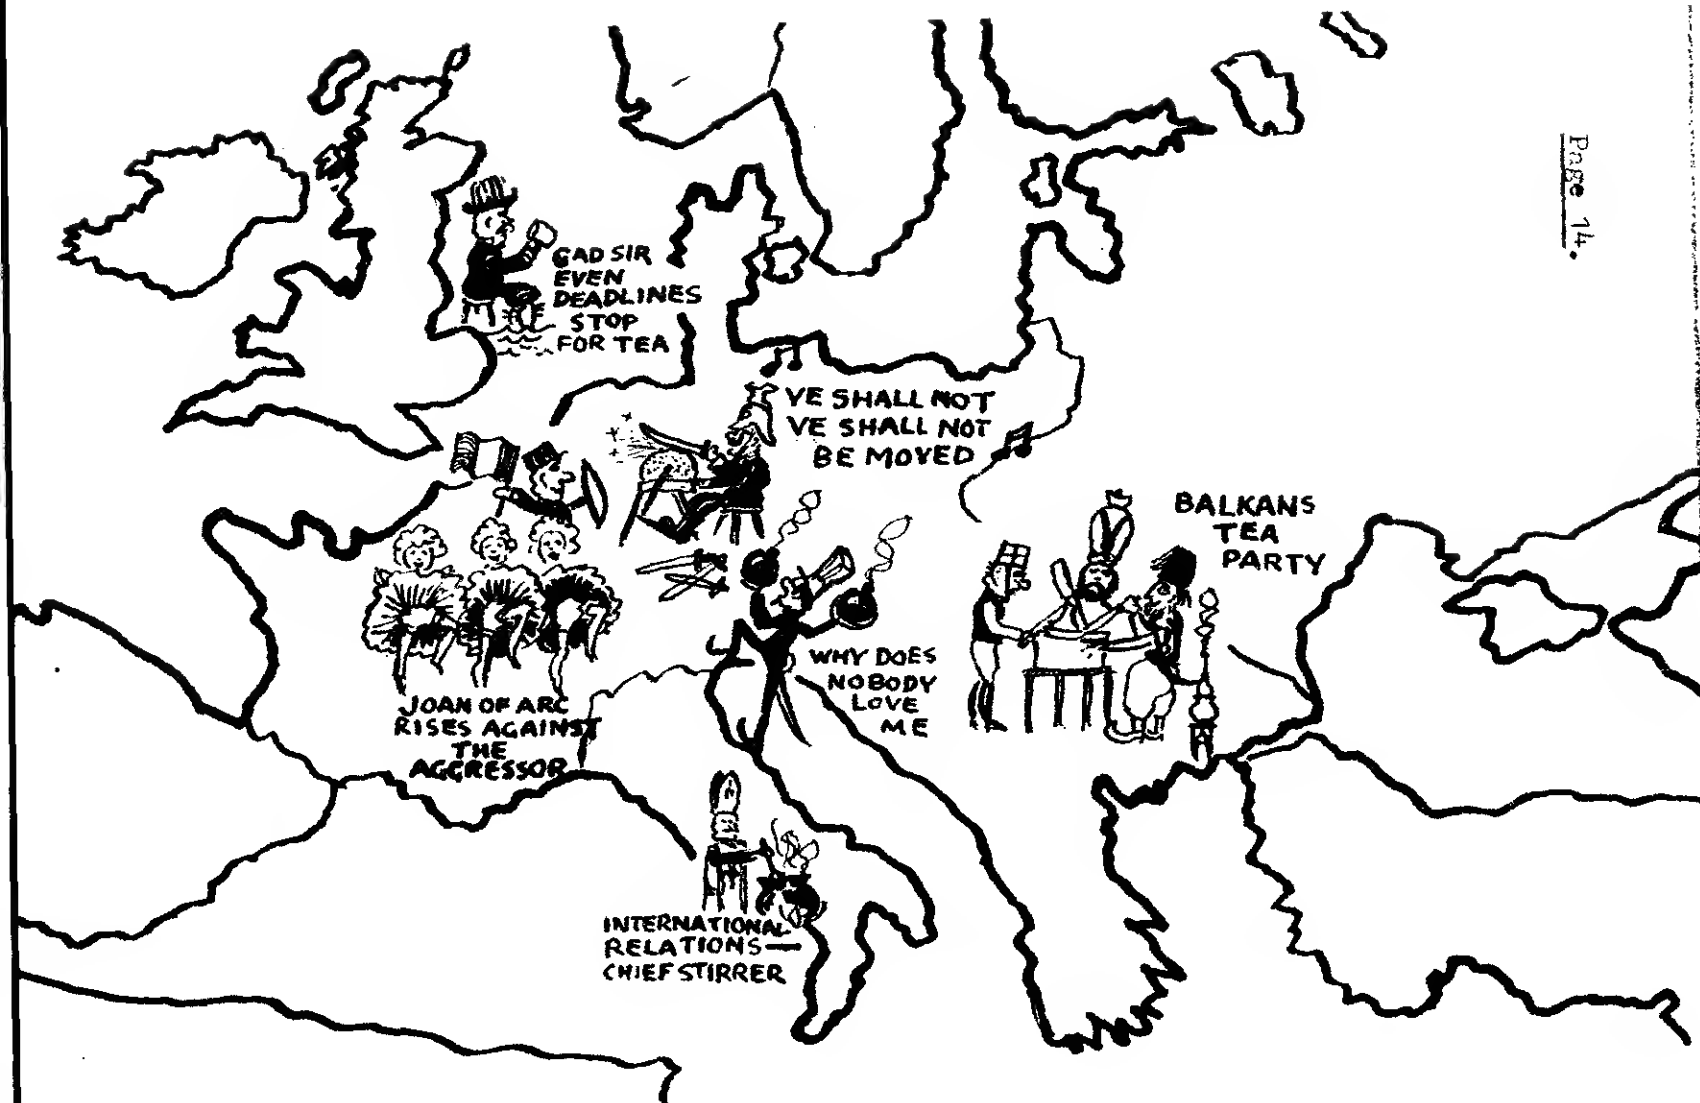 Page 14.
GAD SIR
EVEN
DEADLINES
STOP
FOR TEA
VE SHALL NOT
VE SHALL NOT
BE MOVED
BALKANS
TEA
PARTY
WHY DOES
NOBODY
LOVE
ME
JOAN OF ARC
RISES AGAINST
THE
AGGRESSOR
INTERNATIONAL
RELATIONS—
CHIEF STIRRER